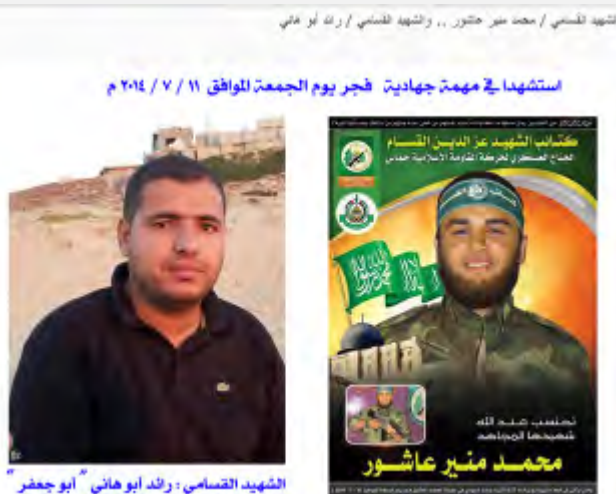 الشهيد القسامي / محمد منير عاشور .. والشهيد القسامي / رائد أبو هاني
استشهدا في مهمة جهادية فجر يوم الجمعة الموافق ١١ / ٧ / ٢٠١٤ م
كتائب الشهيد عز الدين القسام
الجناح العسكري لحركة المقاومة الإسلامية حماس
تحتسب عند الله
شهيدها المجاهد
محمد منير عاشور
الشهيد القسامي : رائد أبو هاني " أبو جعفر "